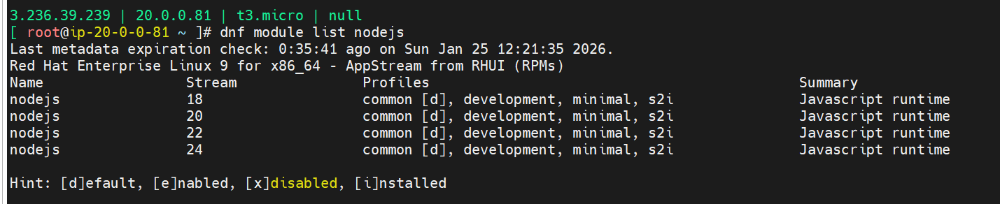 3.236.39.239 | 20.0.0.81 | t3.micro | null
[ root@ip-20-0-0-81 ~ ]# dnf module list nodejs
Last metadata expiration check: 0:35:41 ago on Sun Jan 25 12:21:35 2026.
Red Hat Enterprise Linux 9 for x86_64 - AppStream from RHUI (RPMs)
Name Stream Profiles Summary
nodejs 18 common [d], development, minimal, s2i Javascript runtime
nodejs 20 common [d], development, minimal, s2i Javascript runtime
nodejs 22 common [d], development, minimal, s2i Javascript runtime
nodejs 24 common [d], development, minimal, s2i Javascript runtime
Hint: [d]efault, [e]nabled, [x]disabled, [i]nstalled